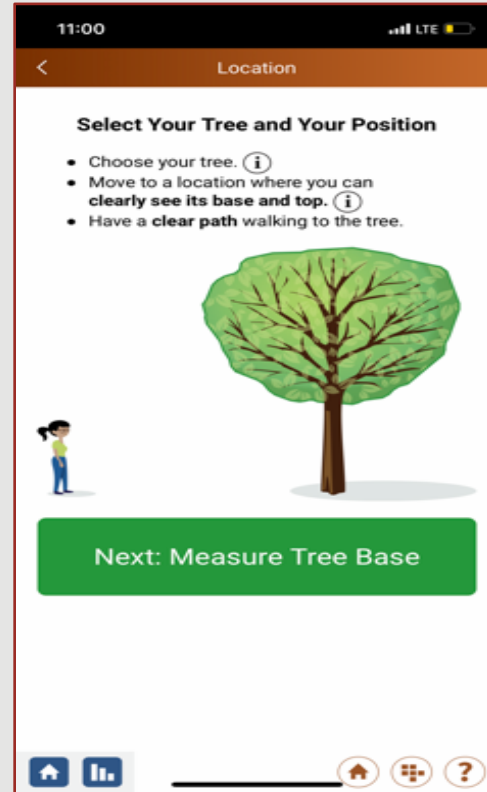 11:00
LTE
Location
Select Your Tree and Your Position
• Choose your tree. i
• Move to a location where you can
clearly see its base and top. i
• Have a clear path walking to the tree.
Next: Measure Tree Base
?